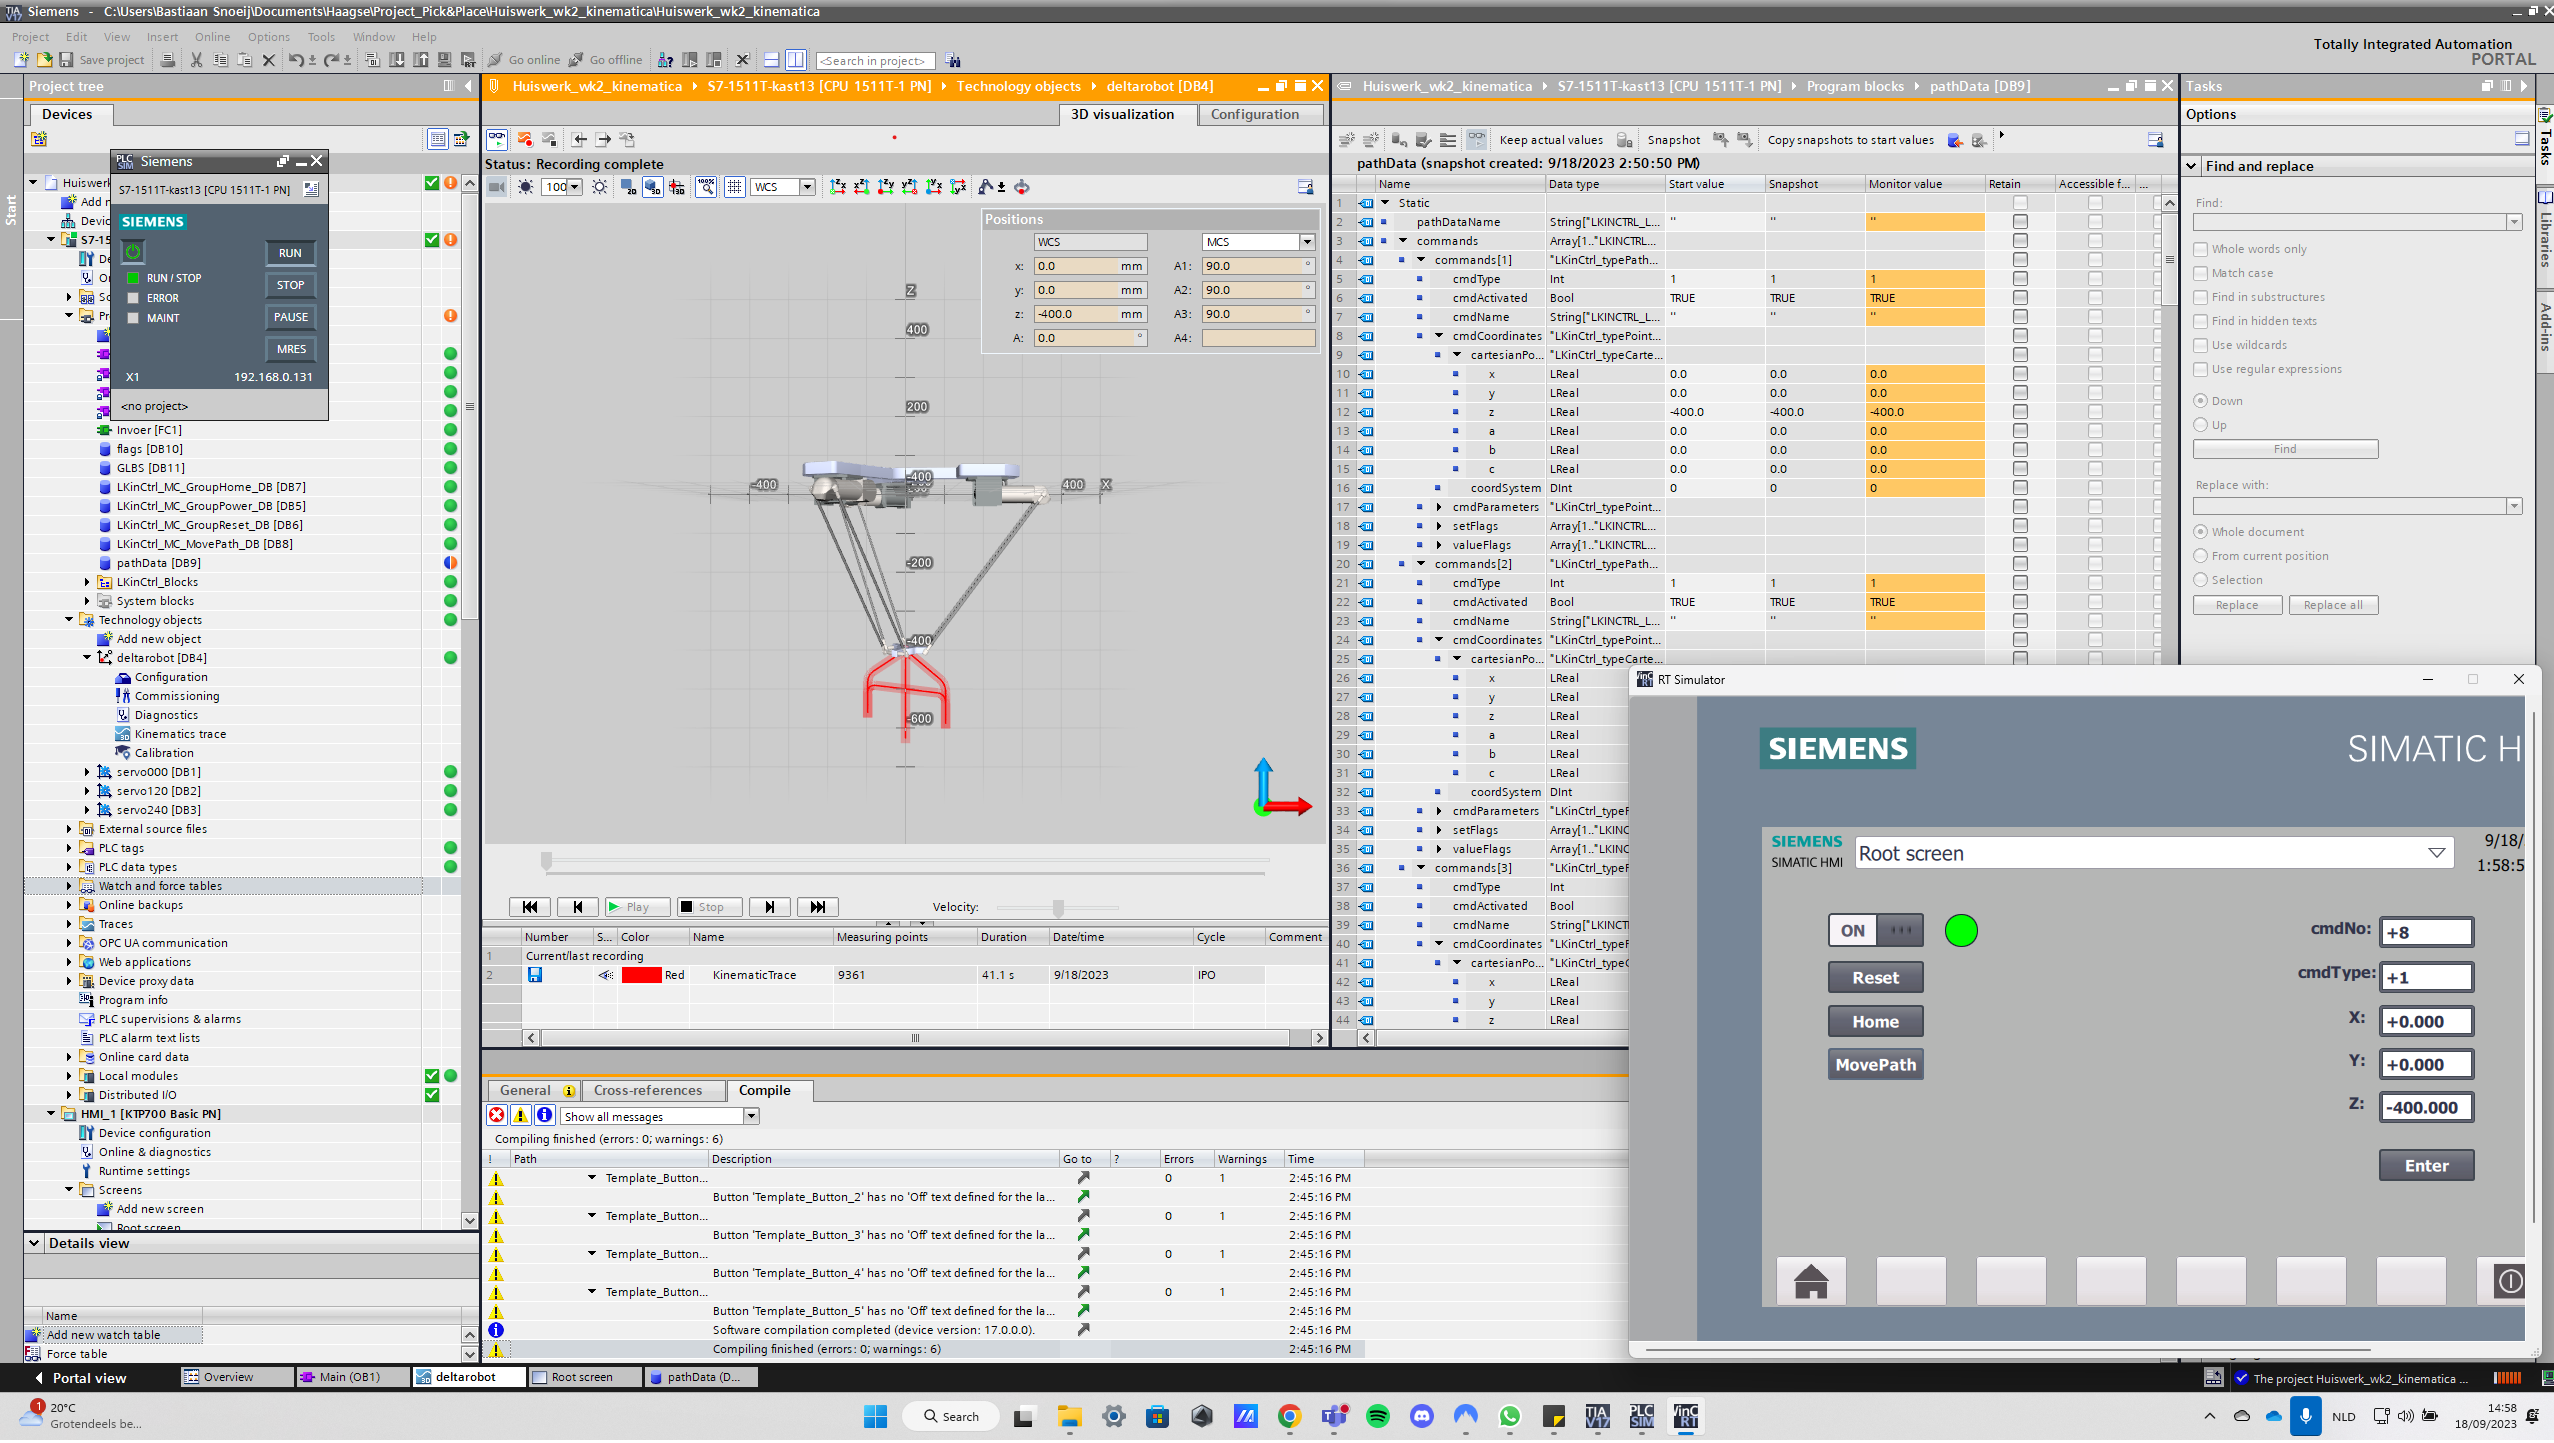 Siemens - C:\Users\Bastiaan Snoeij\Documents\Haagse\Project_Pick&Place\Huiswerk_wk2_kinematica\Huiswerk_wk2_kinematica
Project Edit View Insert Online Options Tools Window Help
Save project Go online Go offline <Search in project>
Totally Integrated Automation
PORTAL
Start
Project tree
Devices
Huiswerk_wk2_kinematica S7-1511T-kast13 [CPU 1511T-1 PN] Technology objects deltarobot [DB4]
3D visualization Configuration
Status: Recording complete
100 WCS
Positions
WCS MCS
x: 0.0 mm A1: 90.0 °
y: 0.0 mm A2: 90.0 °
z: -400.0 mm A3: 90.0 °
A: 0.0 ° A4:
Z
400
200
-400 -400 400 X
-200
-400
-600
Play Stop Velocity:
Number S... Color Name Measuring points Duration Date/time Cycle Comment
1 Current/last recording
2 Red KinematicTrace 9361 41.1 s 9/18/2023 IPO
PLC SIM Siemens
S7-1511T-kast13 [CPU 1511T-1 PN]
SIEMENS
RUN
RUN / STOP
STOP
ERROR
PAUSE
MAINT
MRES
X1 192.168.0.131
<no project>
Huiswerk
Add n
Devic
S7-15
De
On
So
Pr
Invoer [FC1]
flags [DB10]
GLBS [DB11]
LKinCtrl_MC_GroupHome_DB [DB7]
LKinCtrl_MC_GroupPower_DB [DB5]
LKinCtrl_MC_GroupReset_DB [DB6]
LKinCtrl_MC_MovePath_DB [DB8]
pathData [DB9]
LKinCtrl_Blocks
System blocks
Technology objects
Add new object
deltarobot [DB4]
Configuration
Commissioning
Diagnostics
Kinematics trace
Calibration
servo000 [DB1]
servo120 [DB2]
servo240 [DB3]
External source files
PLC tags
PLC data types
Watch and force tables
Online backups
Traces
OPC UA communication
Web applications
Device proxy data
Program info
PLC supervisions & alarms
PLC alarm text lists
Online card data
Local modules
Distributed I/O
HMI_1 [KTP700 Basic PN]
Device configuration
Online & diagnostics
Runtime settings
Screens
Add new screen
Root screen
Details view
Name
Add new watch table
Force table
Huiswerk_wk2_kinematica S7-1511T-kast13 [CPU 1511T-1 PN] Program blocks pathData [DB9]
Keep actual values Snapshot Copy snapshots to start values
pathData (snapshot created: 9/18/2023 2:50:50 PM)
Name Data type Start value Snapshot Monitor value Retain Accessible f... ...
1 Static
2 pathDataName String["LKINCTRL_L... '' '' ''
3 commands Array[1.."LKINCTRL...
4 commands[1] "LKinCtrl_typePath...
5 cmdType Int 1 1 1
6 cmdActivated Bool TRUE TRUE TRUE
7 cmdName String["LKINCTRL_L... '' '' ''
8 cmdCoordinates "LKinCtrl_typePoint...
9 cartesianPo... "LKinCtrl_typeCarte...
10 x LReal 0.0 0.0 0.0
11 y LReal 0.0 0.0 0.0
12 z LReal -400.0 -400.0 -400.0
13 a LReal 0.0 0.0 0.0
14 b LReal 0.0 0.0 0.0
15 c LReal 0.0 0.0 0.0
16 coordSystem DInt 0 0 0
17 cmdParameters "LKinCtrl_typePoint...
18 setFlags Array[1.."LKINCTRL...
19 valueFlags Array[1.."LKINCTRL...
20 commands[2] "LKinCtrl_typePath...
21 cmdType Int 1 1 1
22 cmdActivated Bool TRUE TRUE TRUE
23 cmdName String["LKINCTRL_L... '' '' ''
24 cmdCoordinates "LKinCtrl_typePoint...
25 cartesianPo... "LKinCtrl_typeCarte...
26 x LReal
27 y LReal
28 z LReal
29 a LReal
30 b LReal
31 c LReal
32 coordSystem DInt
33 cmdParameters "LKinCtrl_typeP
34 setFlags Array[1.."LKINC
35 valueFlags Array[1.."LKINC
36 commands[3] "LKinCtrl_typeP
37 cmdType Int
38 cmdActivated Bool
39 cmdName String["LKINC
40 cmdCoordinates "LKinCtrl_typeP
41 cartesianPo... "LKinCtrl_typeC
42 x LReal
43 y LReal
44 z LReal
Tasks
Options
Find and replace
Find:
Whole words only
Match case
Find in substructures
Find in hidden texts
Use wildcards
Use regular expressions
Down
Up
Find
Replace with:
Whole document
From current position
Selection
Replace Replace all
Tasks
Libraries
Add-ins
RT Simulator
SIEMENS
SIMATIC H
SIEMENS
SIMATIC HMI
Root screen
9/18/
1:58:5
ON
Reset
Home
MovePath
cmdNo: +8
cmdType: +1
X: +0.000
Y: +0.000
Z: -400.000
Enter
General Cross-references Compile
Show all messages
Compiling finished (errors: 0; warnings: 6)
! Path Description Go to ? Errors Warnings Time
Template_Button... 0 1 2:45:16 PM
Button 'Template_Button_2' has no 'Off' text defined for the la... 2:45:16 PM
Template_Button... 0 1 2:45:16 PM
Button 'Template_Button_3' has no 'Off' text defined for the la... 2:45:16 PM
Template_Button... 0 1 2:45:16 PM
Button 'Template_Button_4' has no 'Off' text defined for the la... 2:45:16 PM
Template_Button... 0 1 2:45:16 PM
Button 'Template_Button_5' has no 'Off' text defined for the la... 2:45:16 PM
Software compilation completed (device version: 17.0.0.0). 2:45:16 PM
Compiling finished (errors: 0; warnings: 6) 2:45:16 PM
Portal view Overview Main (OB1) deltarobot Root screen pathData (D...
The project Huiswerk_wk2_kinematica ...
1
20°C
Grotendeels be...
Search
TIA V17
PLC SIM
WinC RT
NLD
14:58
18/09/2023